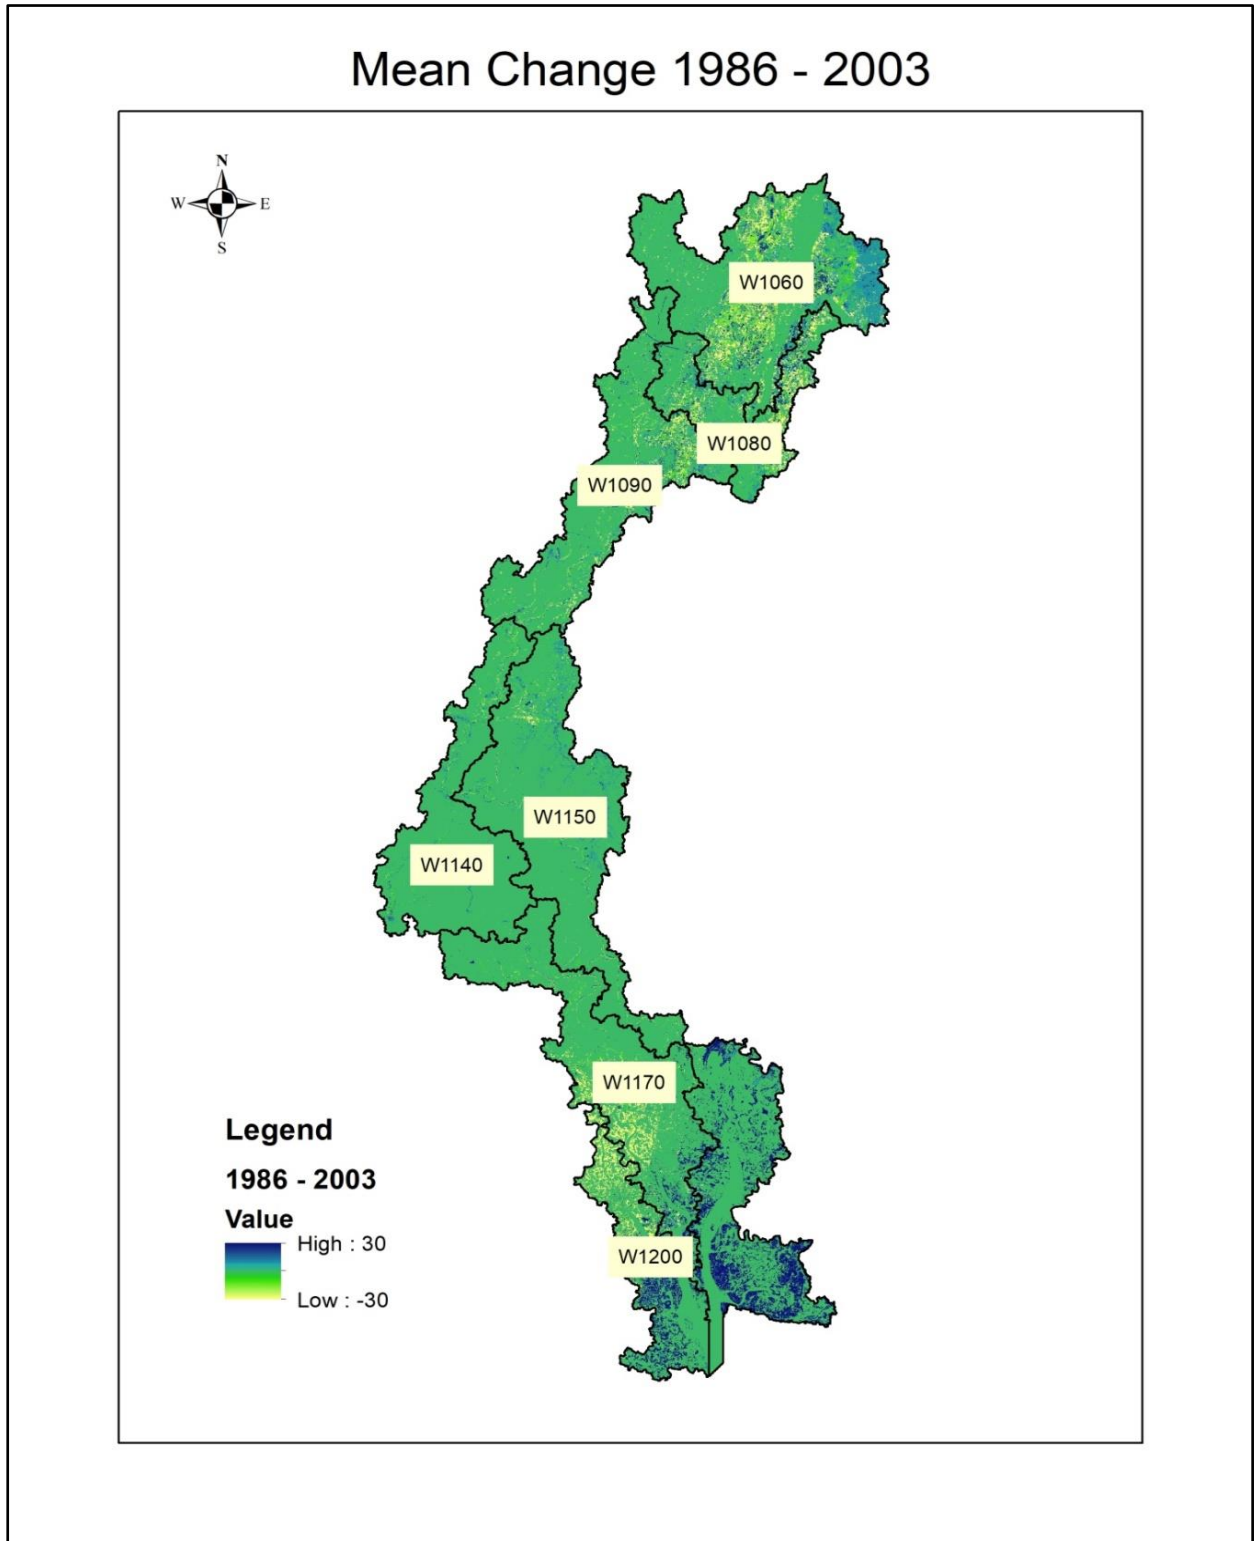 Mean Change 1986 - 2003
N
W E
S
W1060
W1080
W1090
W1150
W1140
W1170
W1200
Legend
1986 - 2003
Value
High : 30
Low : -30